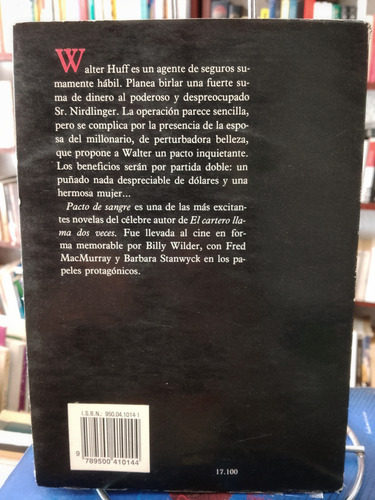 Walter Huff es un agente de seguros su-
mamente hábil. Planea birlar una fuerte su-
ma de dinero al poderoso y despreocupado
Sr. Nirdlinger. La operación parece sencilla,
pero se complica por la presencia de la espo-
sa del millonario, de perturbadora belleza,
que propone a Walter un pacto inquietante.
Los beneficios serán por partida doble: un
puñado nada despreciable de dólares y una
hermosa mujer...
Pacto de sangre es una de las más excitan-
tes novelas del célebre autor de El cartero lla-
ma dos veces. Fue llevada al cine en for-
ma memorable por Billy Wilder, con Fred
MacMurray y Barbara Stanwyck en los pa-
peles protagónicos.
I.S.B.N.: 950.04.1014-1
9 789500 410144
17.100